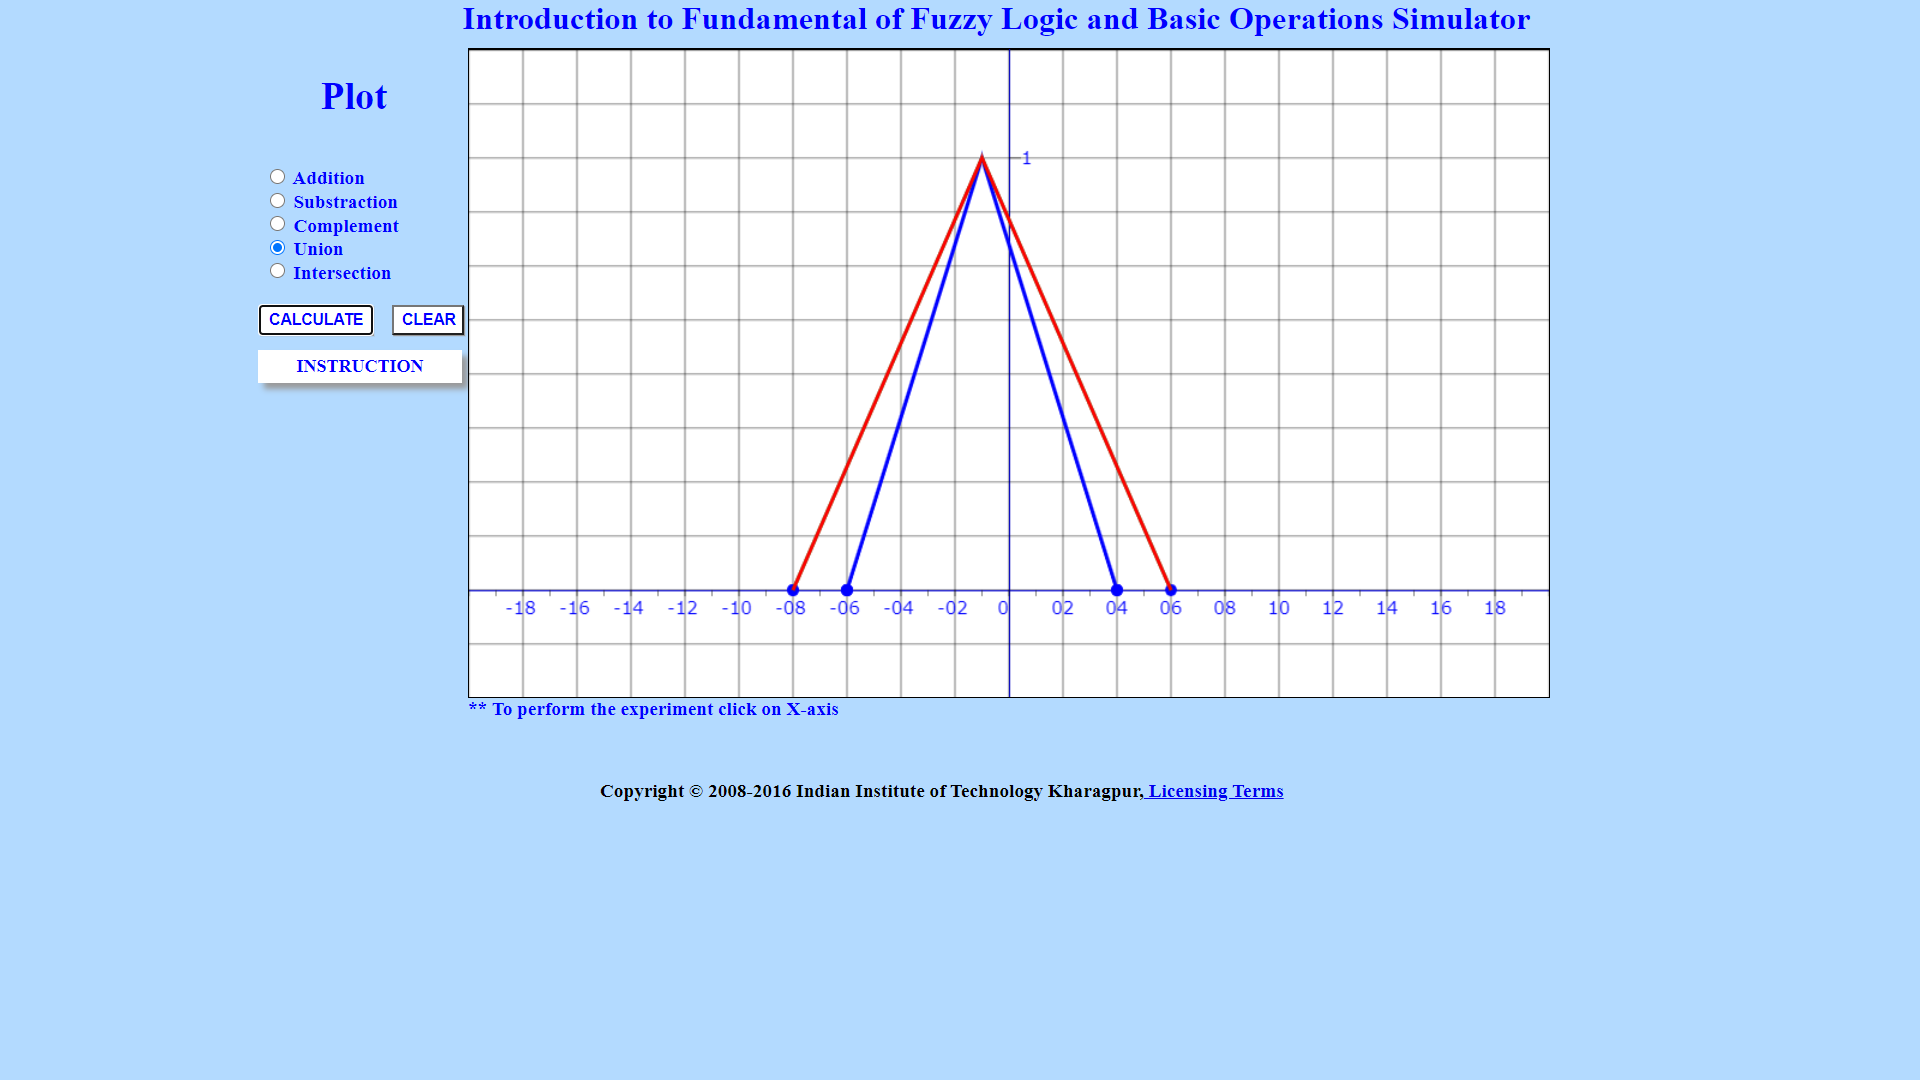 Introduction to Fundamental of Fuzzy Logic and Basic Operations Simulator
Plot
Addition
Substraction
Complement
Union
Intersection
CALCULATE CLEAR
INSTRUCTION
1
-18 -16 -14 -12 -10 -08 -06 -04 -02 0 02 04 06 08 10 12 14 16 18
** To perform the experiment click on X-axis
Copyright © 2008-2016 Indian Institute of Technology Kharagpur, Licensing Terms